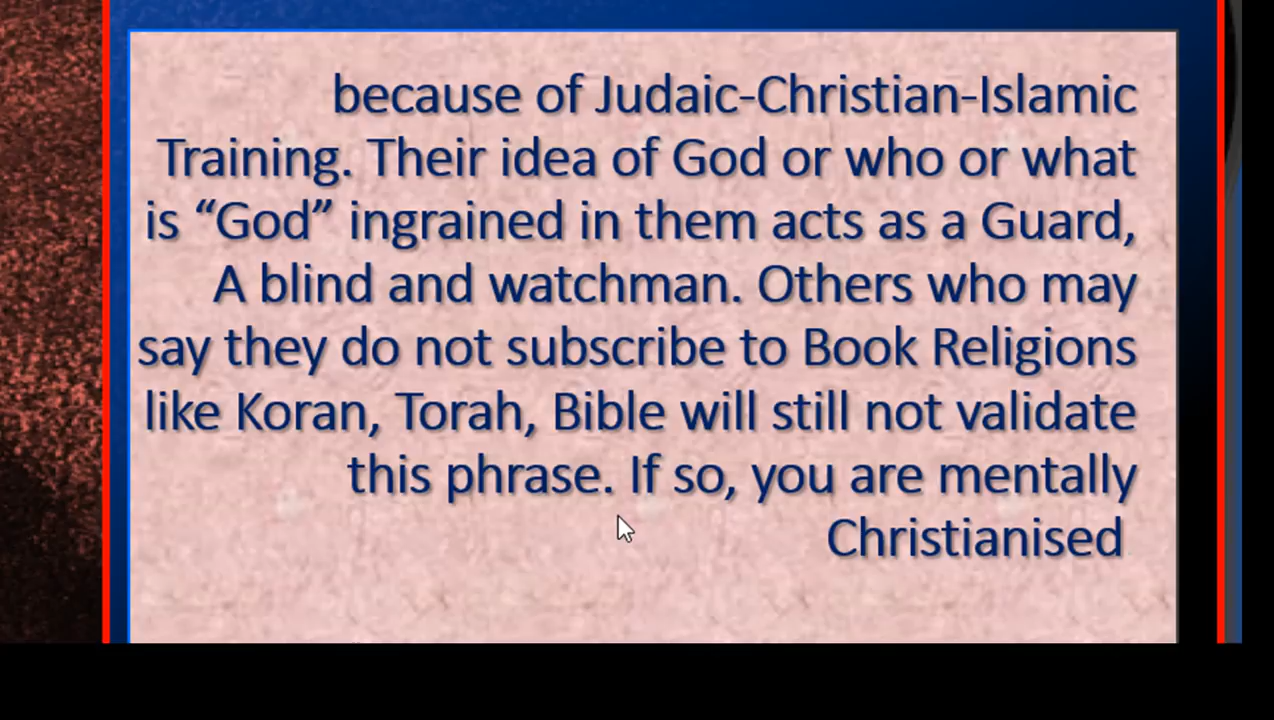 because of Judaic-Christian-Islamic
Training. Their idea of God or who or what
is “God” ingrained in them acts as a Guard,
A blind and watchman. Others who may
say they do not subscribe to Book Religions
like Koran, Torah, Bible will still not validate
this phrase. If so, you are mentally
Christianised